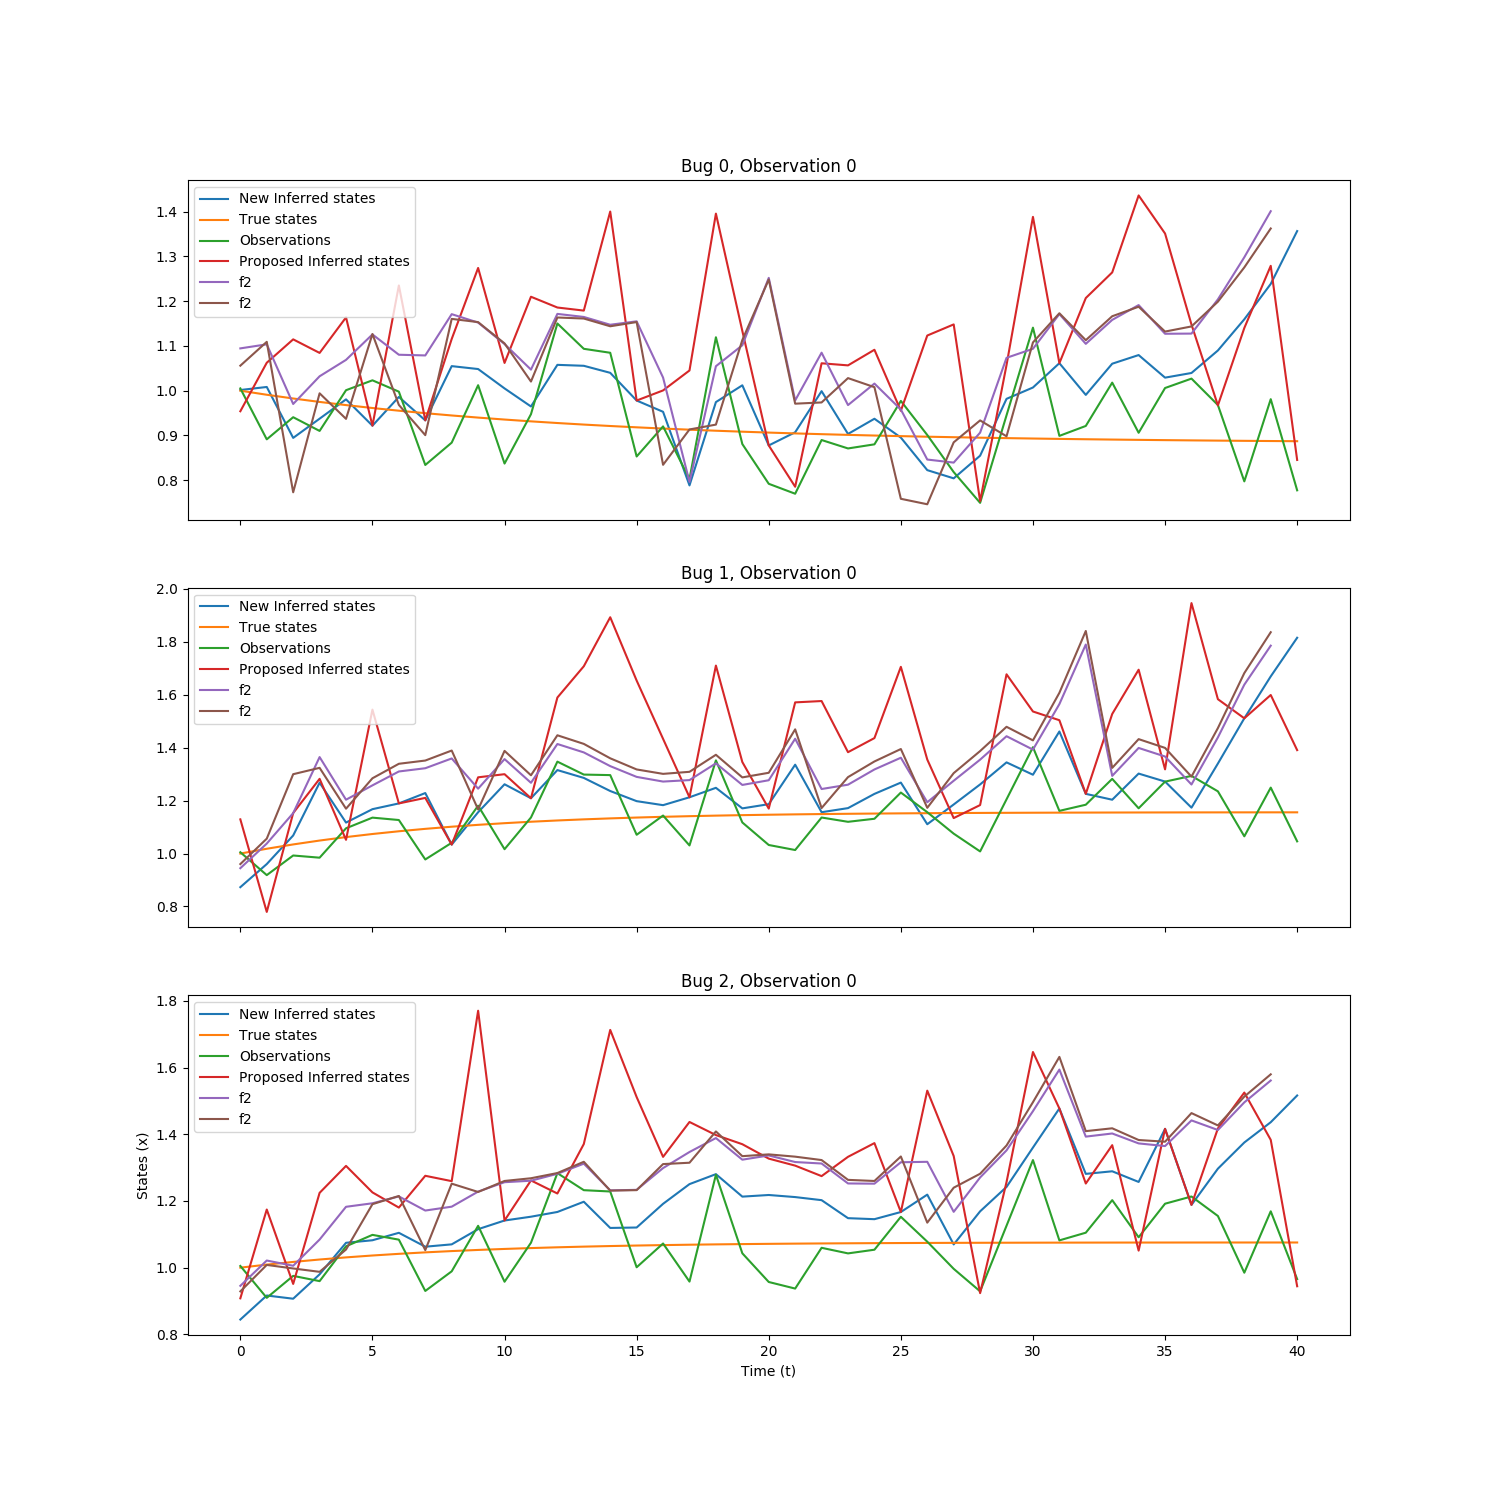 Bug 0, Observation 0
New Inferred states
True states
Observations
Proposed Inferred states
f2
f2
1.4
1.3
1.2
1.1
1.0
0.9
0.8
Bug 1, Observation 0
New Inferred states
True states
Observations
Proposed Inferred states
f2
f2
2.0
1.8
1.6
1.4
1.2
1.0
0.8
Bug 2, Observation 0
New Inferred states
True states
Observations
Proposed Inferred states
f2
f2
1.8
1.6
1.4
1.2
1.0
0.8
States (x)
0 5 10 15 20 25 30 35 40
Time (t)